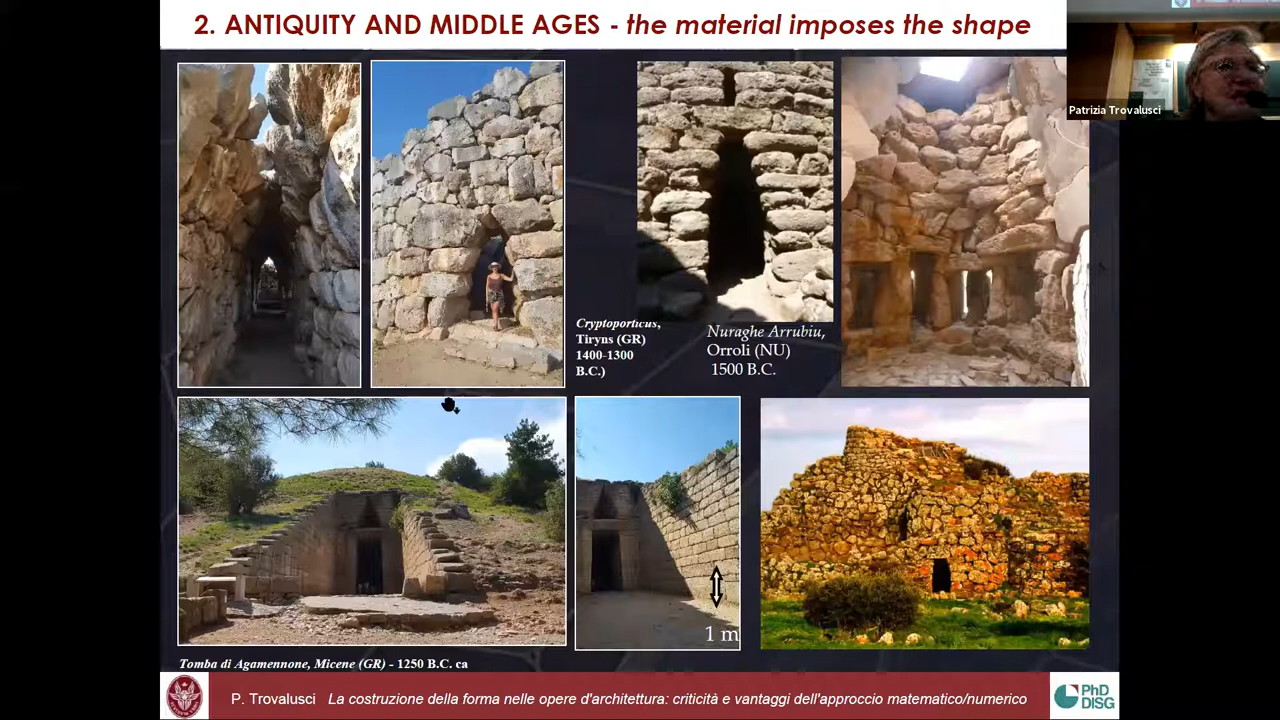 2. ANTIQUITY AND MIDDLE AGES - the material imposes the shape
Patrizia Trovalusci
Cryptoporticus,
Tiryns (GR)
1400-1300
B.C.)
Nuraghe Arrubiu,
Orroli (NU)
1500 B.C.
1 m
Tomba di Agamennone, Micene (GR) - 1250 B.C. ca
P. Trovalusci La costruzione della forma nelle opere d'architettura: criticità e vantaggi dell'approccio matematico/numerico
PhD
DISG